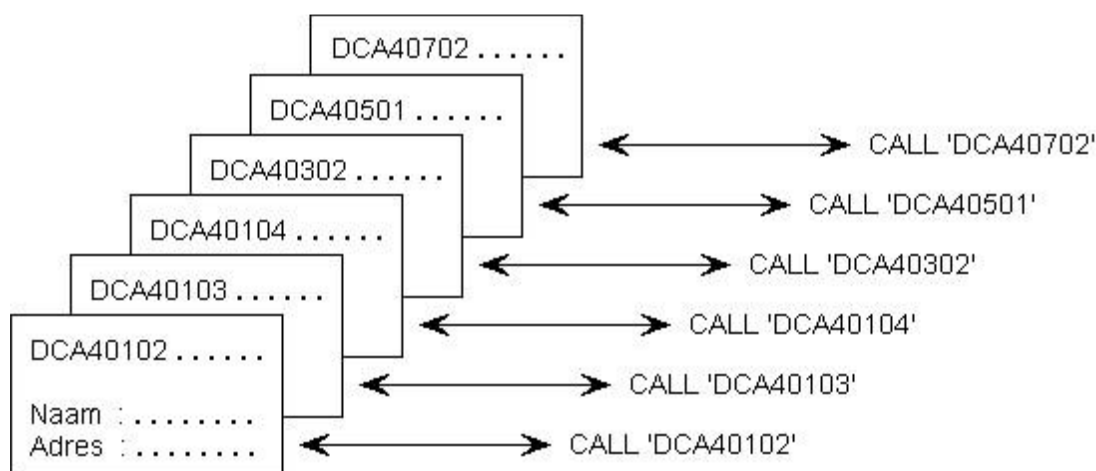 DCA40702 . . . . . .
DCA40501 . . . . . .
DCA40302 . . . . . .
DCA40104 . . . . . .
DCA40103 . . . . . .
DCA40102 . . . . . .
Naam : . . . . . . . .
Adres : . . . . . . . .
CALL 'DCA40702'
CALL 'DCA40501'
CALL 'DCA40302'
CALL 'DCA40104'
CALL 'DCA40103'
CALL 'DCA40102'